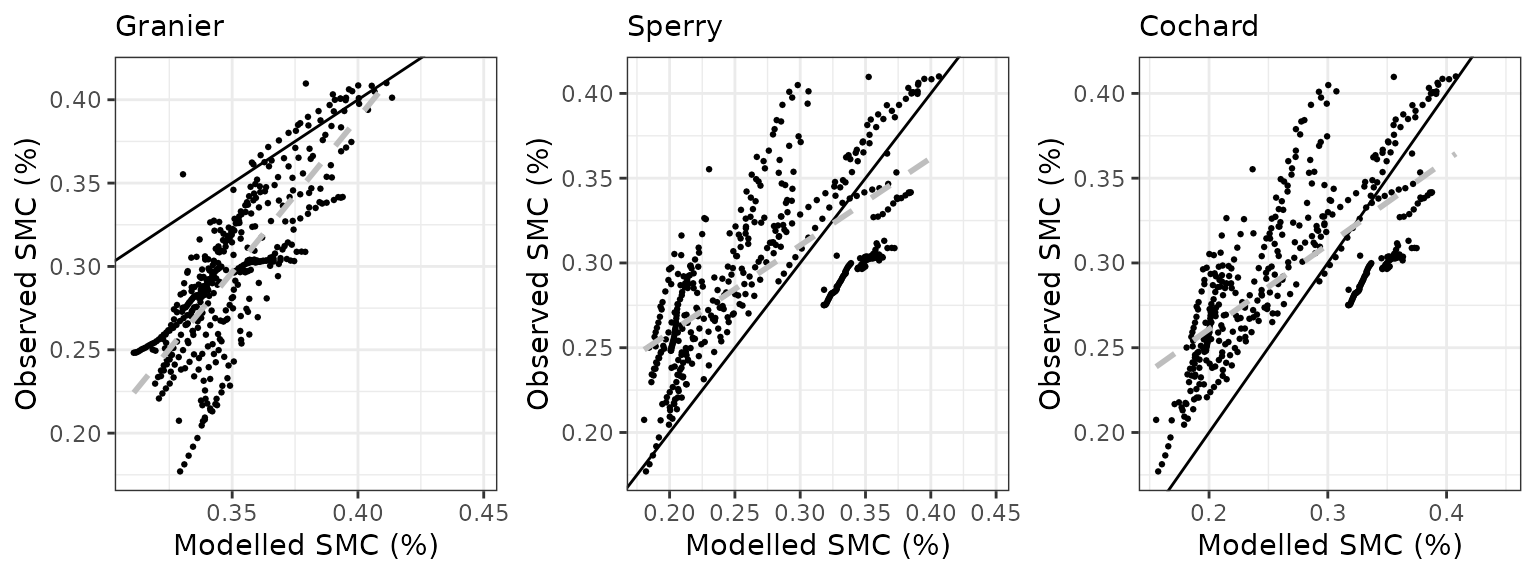 Granier
Observed SMC (%)
0.40
0.35
0.30
0.25
0.20
0.35 0.40 0.45
Modelled SMC (%)
Sperry
Observed SMC (%)
0.40
0.35
0.30
0.25
0.20
0.20 0.25 0.30 0.35 0.40 0.45
Modelled SMC (%)
Cochard
Observed SMC (%)
0.40
0.35
0.30
0.25
0.20
0.2 0.3 0.4
Modelled SMC (%)